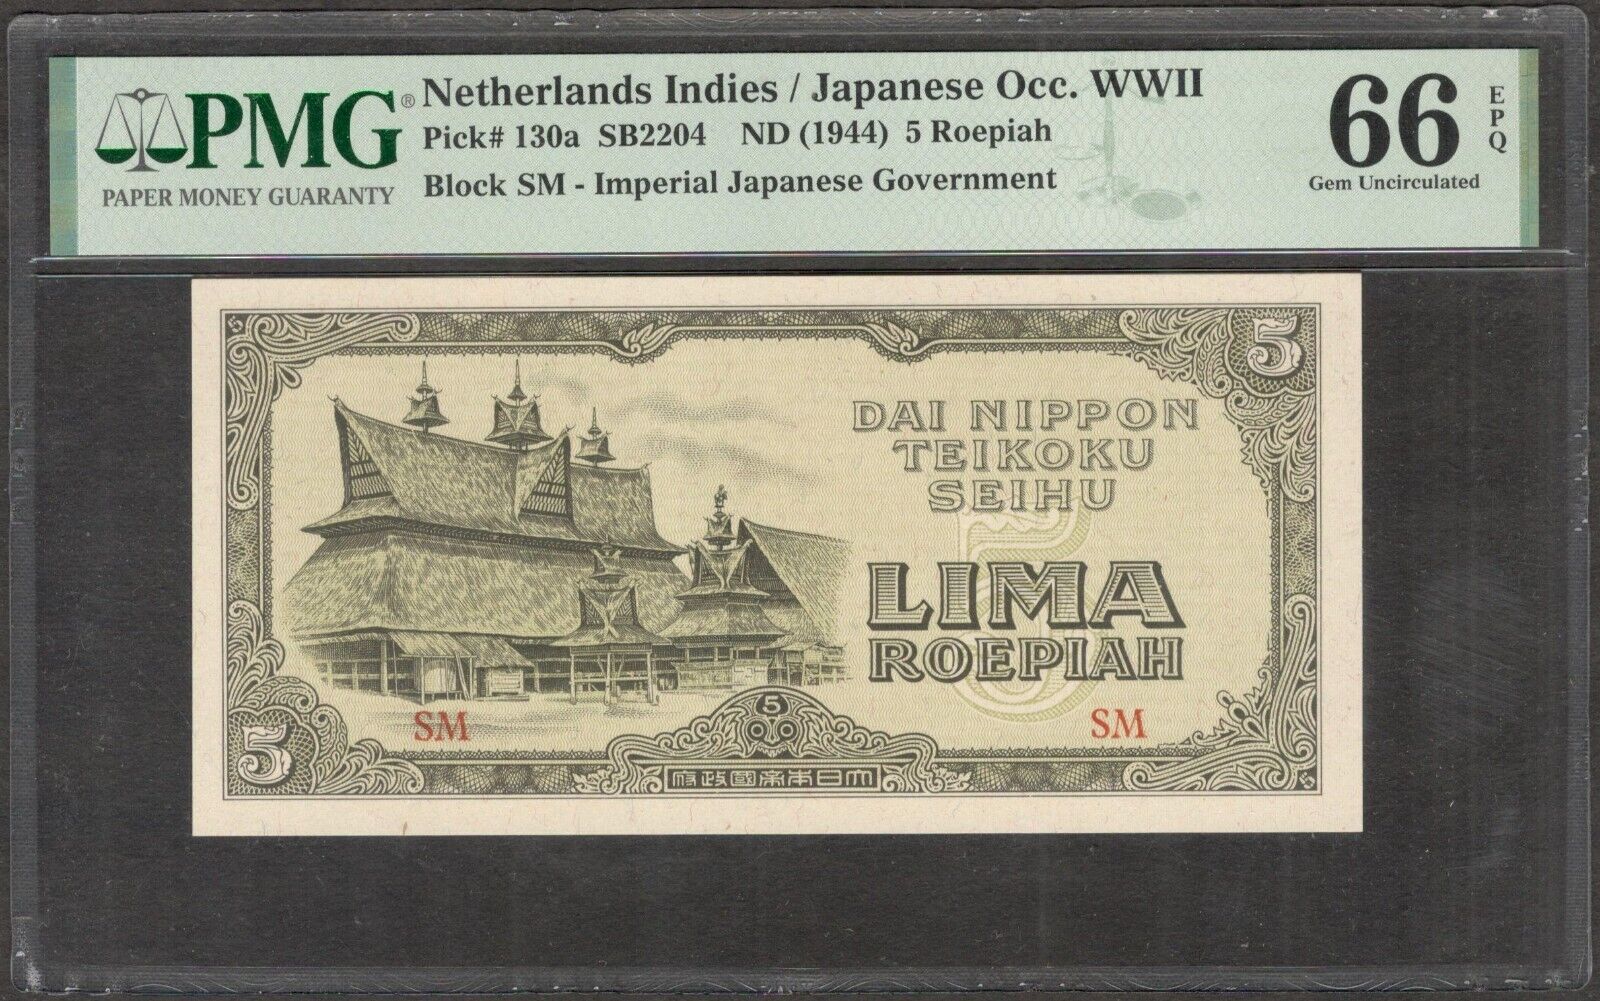 PMG®
PAPER MONEY GUARANTY
Netherlands Indies / Japanese Occ. WWII
Pick# 130a SB2204 ND (1944) 5 Roepiah
Block SM - Imperial Japanese Government
66
EPQ
Gem Uncirculated
5
5
DAI NIPPON
TEIKOKU
SEIHU
5
LIMA
ROEPIAH
SM
SM
5
5
5
府政國帝本日大